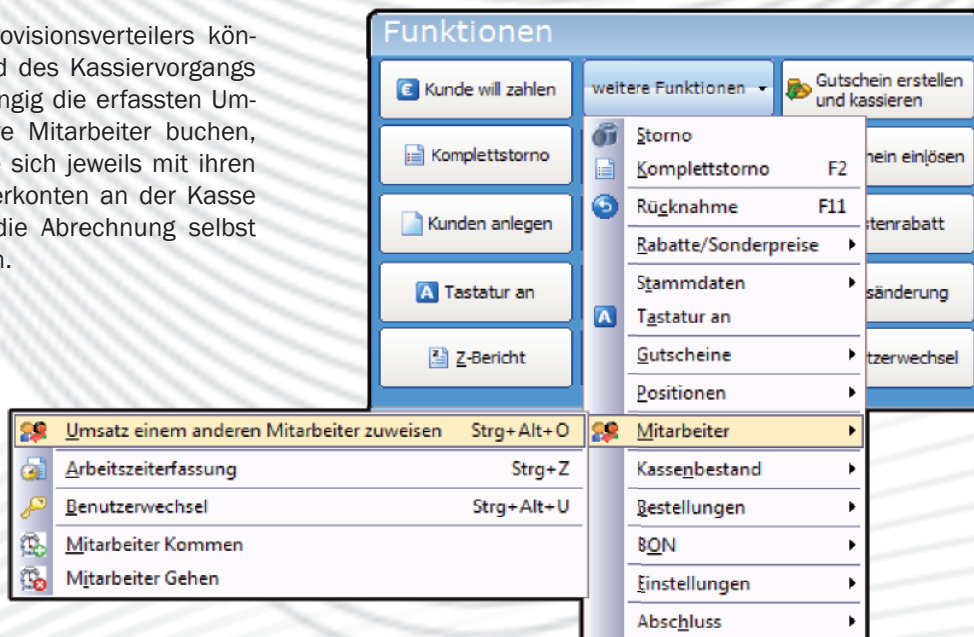 ovisionsverteilers kön-
d des Kassiervorgangs
ngig die erfassten Um-
re Mitarbeiter buchen,
e sich jeweils mit ihren
erkonten an der Kasse
die Abrechnung selbst
n.
Funktionen
Kunde will zahlen
weitere Funktionen
Gutschein erstellen
und kassieren
Komplettstorno
hein einlösen
Kunden anlegen
tenrabatt
Tastatur an
sänderung
Z-Bericht
tzerwechsel
Storno
Komplettstorno F2
Rücknahme F11
Rabatte/Sonderpreise
Stammdaten
Tastatur an
Gutscheine
Positionen
Mitarbeiter
Kassenbestand
Bestellungen
BON
Einstellungen
Abschluss
Umsatz einem anderen Mitarbeiter zuweisen Strg+Alt+O
Arbeitszeiterfassung Strg+Z
Benutzerwechsel Strg+Alt+U
Mitarbeiter Kommen
Mitarbeiter Gehen